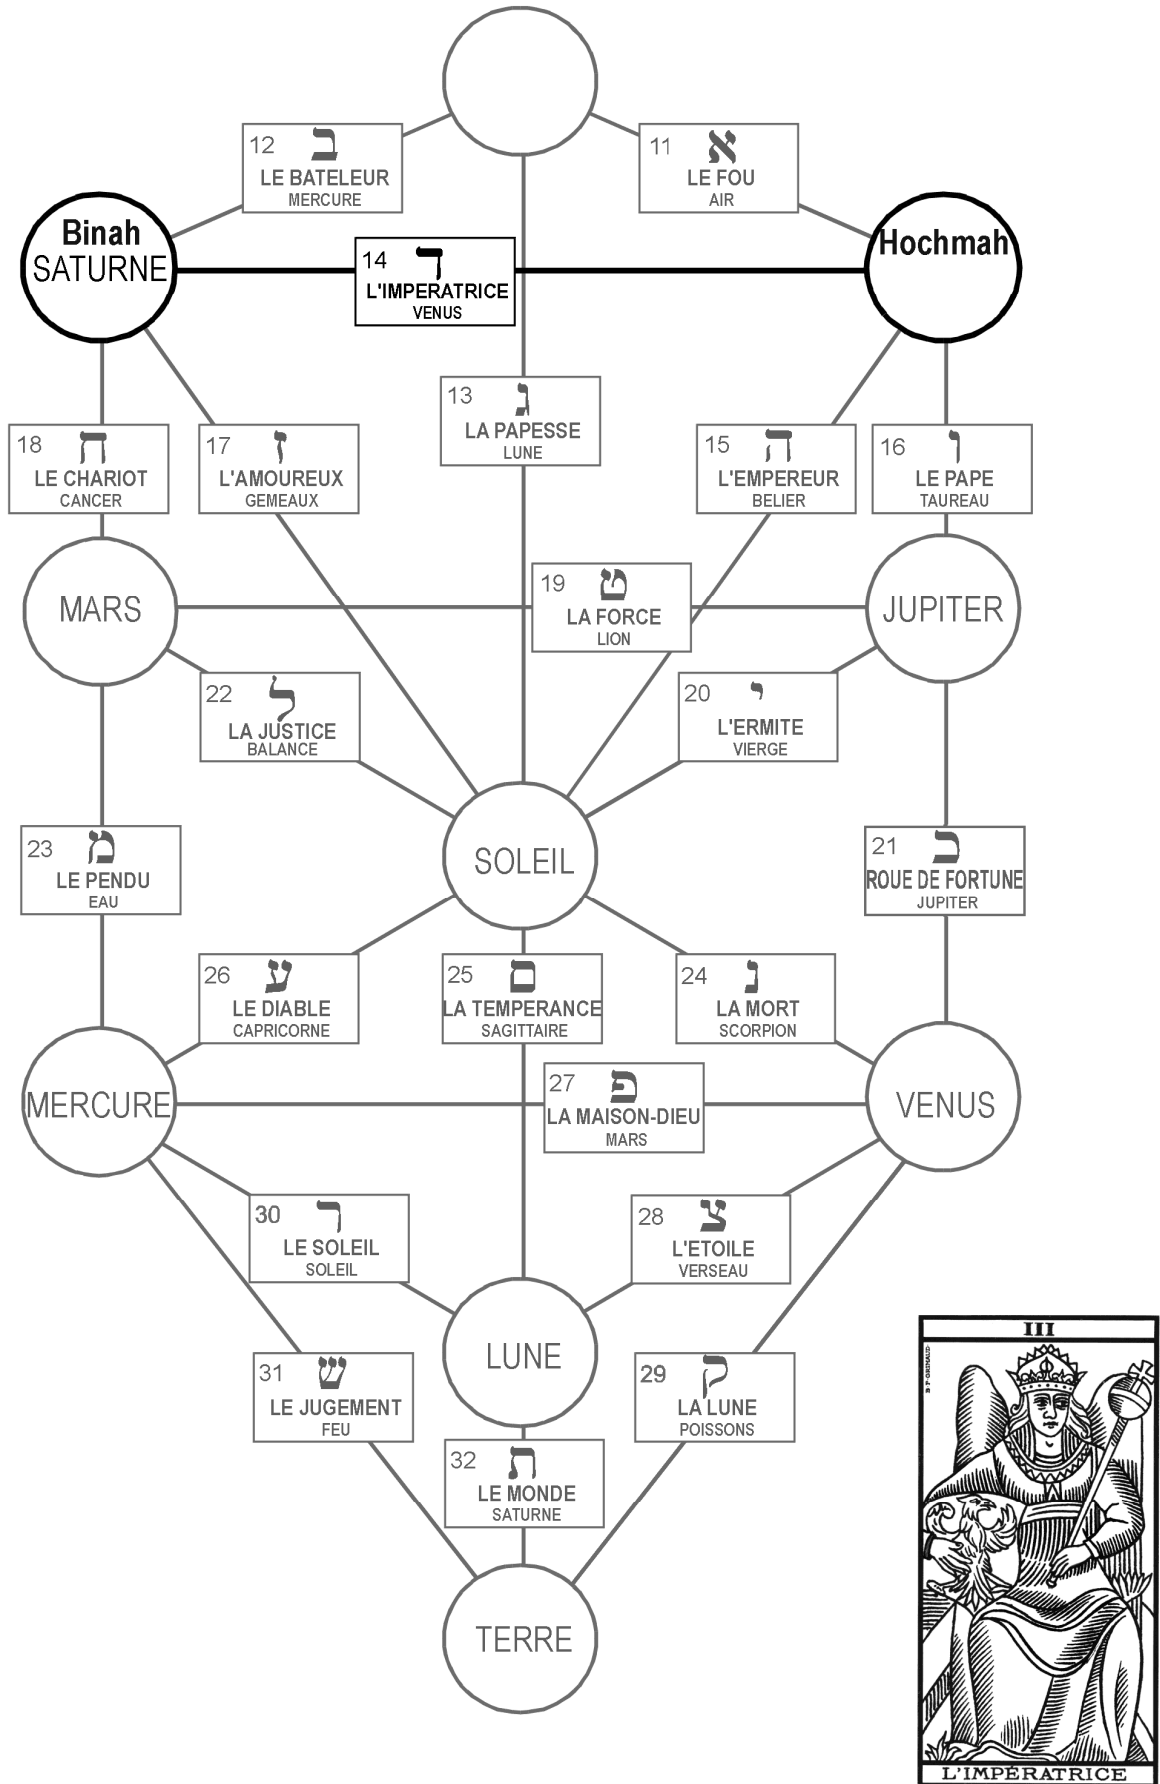 12 ב
LE BATELEUR
MERCURE
11 א
LE FOU
AIR
Binah
SATURNE
14 ד
L'IMPERATRICE
VENUS
Hochmah
13 ג
LA PAPESSE
LUNE
18 ח
LE CHARIOT
CANCER
17 ז
L'AMOUREUX
GEMEAUX
15 ה
L'EMPEREUR
BELIER
16 ו
LE PAPE
TAUREAU
MARS
19 ט
LA FORCE
LION
JUPITER
22 ל
LA JUSTICE
BALANCE
20 י
L'ERMITE
VIERGE
23 מ
LE PENDU
EAU
SOLEIL
21 כ
ROUE DE FORTUNE
JUPITER
26 ע
LE DIABLE
CAPRICORNE
25 ם
LA TEMPERANCE
SAGITTAIRE
24 נ
LA MORT
SCORPION
MERCURE
27 פ
LA MAISON-DIEU
MARS
VENUS
30 ר
LE SOLEIL
SOLEIL
28 צ
L'ETOILE
VERSEAU
LUNE
31 ש
LE JUGEMENT
FEU
29 ק
LA LUNE
POISSONS
32 ת
LE MONDE
SATURNE
TERRE
III
B·P·GRIMAUD
L'IMPÉRATRICE